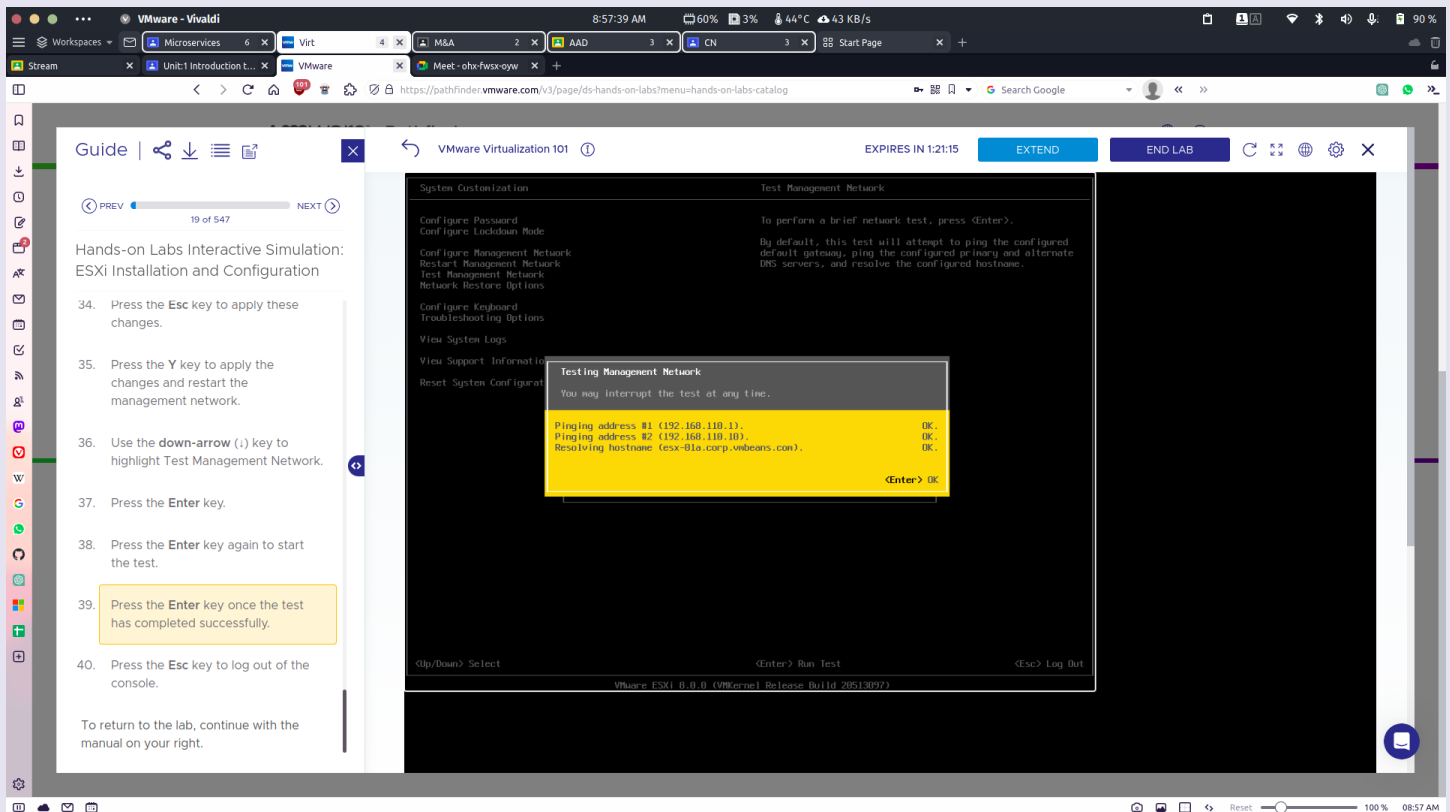 VMware - Vivaldi
8:57:39 AM
60%
3%
44°C
43 KB/s
1
A
90 %
Workspaces
Microservices 6
Virt 4
M&A 2
AAD 3
CN 3
Start Page
Stream
Unit:1 Introduction t...
VMware
Meet - ohx-fwsx-oyw
101
https://pathfinder.vmware.com/v3/page/ds-hands-on-labs?menu=hands-on-labs-catalog
Search Google
Guide
VMware Virtualization 101
EXPIRES IN 1:21:15
EXTEND
END LAB
PREV
NEXT
19 of 547
Hands-on Labs Interactive Simulation:
ESXi Installation and Configuration
34. Press the Esc key to apply these
changes.
35. Press the Y key to apply the
changes and restart the
management network.
36. Use the down-arrow (↓) key to
highlight Test Management Network.
37. Press the Enter key.
38. Press the Enter key again to start
the test.
39. Press the Enter key once the test
has completed successfully.
40. Press the Esc key to log out of the
console.
To return to the lab, continue with the
manual on your right.
System Customization
Test Management Network
Configure Password
Configure Lockdown Mode
Configure Management Network
Restart Management Network
Test Management Network
Network Restore Options
Configure Keyboard
Troubleshooting Options
View System Logs
View Support Informatio
Reset System Configurat
To perform a brief network test, press <Enter>.
By default, this test will attempt to ping the configured
default gateway, ping the configured primary and alternate
DNS servers, and resolve the configured hostname.
Testing Management Network
You may interrupt the test at any time.
Pinging address #1 (192.168.110.1). OK.
Pinging address #2 (192.168.110.10). OK.
Resolving hostname (esx-01a.corp.vmbeans.com). OK.
<Enter> OK
<Up/Down> Select
<Enter> Run Test
<Esc> Log Out
VMware ESXi 8.0.0 (VMKernel Release Build 20513097)
2
Reset
100 %
08:57 AM